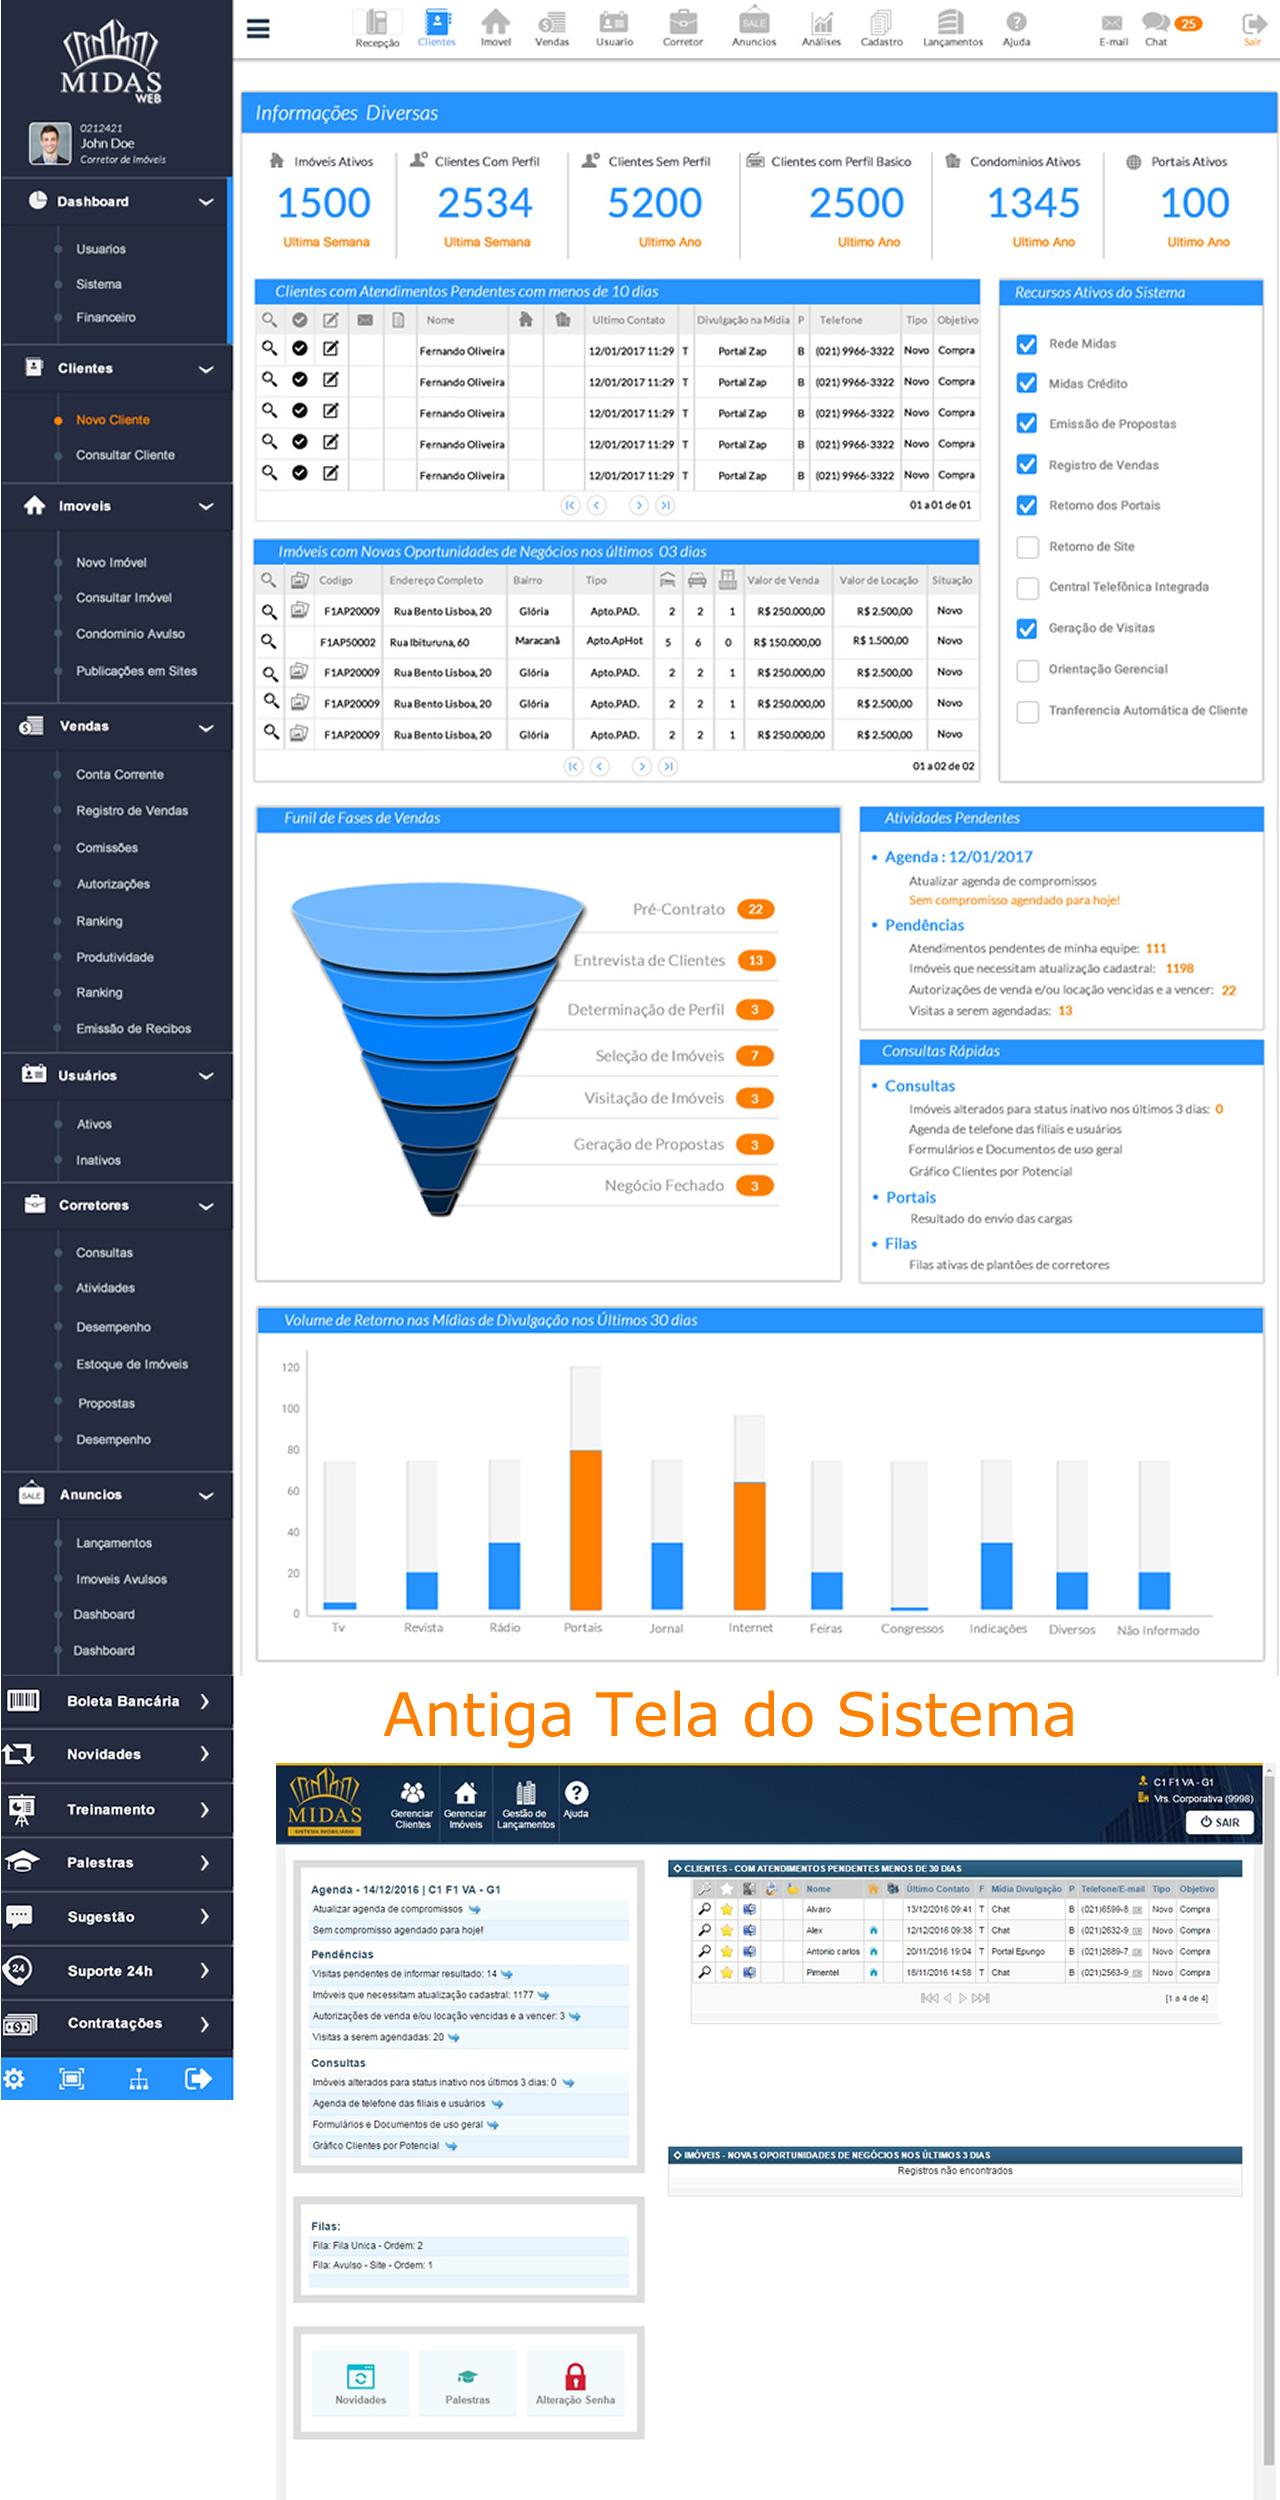 MIDAS
WEB
0212421
John Doe
Corretor de Imóveis
Dashboard
Usuarios
Sistema
Financeiro
Clientes
Novo Cliente
Consultar Cliente
Imoveis
Novo Imóvel
Consultar Imóvel
Condominio Avulso
Publicações em Sites
Vendas
Conta Corrente
Registro de Vendas
Comissões
Autorizações
Ranking
Produtividade
Ranking
Emissão de Recibos
Usuários
Ativos
Inativos
Corretores
Consultas
Atividades
Desempenho
Estoque de Imóveis
Propostas
Desempenho
SALE
Anuncios
Lançamentos
Imoveis Avulsos
Dashboard
Dashboard
Boleta Bancária
Novidades
Treinamento
Palestras
Sugestão
24
Suporte 24h
Contratações
Recepção
Clientes
Imovel
Vendas
Usuario
Corretor
SALE
Anuncios
Análises
Cadastro
Lançamentos
Ajuda
E-mail
Chat 25
Sair
Informações Diversas
Imóveis Ativos
1500
Ultima Semana
Clientes Com Perfil
2534
Ultima Semana
Clientes Sem Perfil
5200
Ultimo Ano
Clientes com Perfil Basico
2500
Ultimo Ano
Condominios Ativos
1345
Ultimo Ano
Portais Ativos
100
Ultimo Ano
Clientes com Atendimentos Pendentes com menos de 10 dias
Nome Ultimo Contato Divulgação na Midia P Telefone Tipo Objetivo
Fernando Oliveira 12/01/2017 11:29 T Portal Zap B (021) 9966-3322 Novo Compra
Fernando Oliveira 12/01/2017 11:29 T Portal Zap B (021) 9966-3322 Novo Compra
Fernando Oliveira 12/01/2017 11:29 T Portal Zap B (021) 9966-3322 Novo Compra
Fernando Oliveira 12/01/2017 11:29 T Portal Zap B (021) 9966-3322 Novo Compra
Fernando Oliveira 12/01/2017 11:29 T Portal Zap B (021) 9966-3322 Novo Compra
01 a 01 de 01
Imóveis com Novas Oportunidades de Negócios nos últimos 03 dias
Codigo Endereço Completo Bairro Tipo Valor de Venda Valor de Locação Situação
F1AP20009 Rua Bento Lisboa, 20 Glória Apto.PAD. 2 2 1 R$ 250.000,00 R$ 2.500,00 Novo
F1AP50002 Rua Ibituruna, 60 Maracanã Apto.ApHot 5 6 0 R$ 150.000,00 R$ 1.500,00 Novo
F1AP20009 Rua Bento Lisboa, 20 Glória Apto.PAD. 2 2 1 R$ 250.000,00 R$ 2.500,00 Novo
F1AP20009 Rua Bento Lisboa, 20 Glória Apto.PAD. 2 2 1 R$ 250.000,00 R$ 2.500,00 Novo
F1AP20009 Rua Bento Lisboa, 20 Glória Apto.PAD. 2 2 1 R$ 250.000,00 R$ 2.500,00 Novo
01 a 02 de 02
Recursos Ativos do Sistema
Rede Midas
Midas Crédito
Emissão de Propostas
Registro de Vendas
Retorno dos Portais
Retorno de Site
Central Telefônica Integrada
Geração de Visitas
Orientação Gerencial
Tranferencia Automática de Cliente
Funil de Fases de Vendas
Pré-Contrato 22
Entrevista de Clientes 13
Determinação de Perfil 3
Seleção de Imóveis 7
Visitação de Imóveis 3
Geração de Propostas 3
Negócio Fechado 3
Atividades Pendentes
• Agenda : 12/01/2017
Atualizar agenda de compromissos
Sem compromisso agendado para hoje!
• Pendências
Atendimentos pendentes de minha equipe: 111
Imóveis que necessitam atualização cadastral: 1198
Autorizações de venda e/ou locação vencidas e a vencer: 22
Visitas a serem agendadas: 13
Consultas Rápidas
• Consultas
Imóveis alterados para status inativo nos últimos 3 dias: 0
Agenda de telefone das filiais e usuários
Formulários e Documentos de uso geral
Gráfico Clientes por Potencial
• Portais
Resultado do envio das cargas
• Filas
Filas ativas de plantões de corretores
Volume de Retorno nas Mídias de Divulgação nos Últimos 30 dias
120
100
80
60
40
20
0
Tv Revista Rádio Portais Jornal Internet Feiras Congressos Indicações Diversos Não Informado
Antiga Tela do Sistema
MIDAS
SISTEMA IMOBILIÁRIO
Gerenciar
Clientes
Gerenciar
Imóveis
Gestão de
Lançamentos
Ajuda
C1 F1 VA - G1
Vrs. Corporativa (9998)
SAIR
Agenda - 14/12/2016 | C1 F1 VA - G1
Atualizar agenda de compromissos
Sem compromisso agendado para hoje!
Pendências
Visitas pendentes de informar resultado: 14
Imóveis que necessitam atualização cadastral: 1177
Autorizações de venda e/ou locação vencidas e a vencer: 3
Visitas a serem agendadas: 20
Consultas
Imóveis alterados para status inativo nos últimos 3 dias: 0
Agenda de telefone das filiais e usuários
Formulários e Documentos de uso geral
Gráfico Clientes por Potencial
Filas:
Fila: Fila Unica - Ordem: 2
Fila: Avulso - Site - Ordem: 1
Novidades
Palestras
Alteração Senha
CLIENTES - COM ATENDIMENTOS PENDENTES MENOS DE 30 DIAS
Nome Último Contato F Mídia Divulgação P Telefone/E-mail Tipo Objetivo
Alvaro 13/12/2016 09:41 T Chat B (021)6599-8 Novo Compra
Alex 12/12/2016 09:38 T Chat B (021)2632-9 Novo Compra
Antonio carlos 20/11/2016 19:04 T Portal Epungo B (021)2689-7 Novo Compra
Pimentel 18/11/2016 14:58 T Chat B (021)2563-9 Novo Compra
[1 a 4 de 4]
IMÓVEIS - NOVAS OPORTUNIDADES DE NEGÓCIOS NOS ÚLTIMOS 3 DIAS
Registros não encontrados